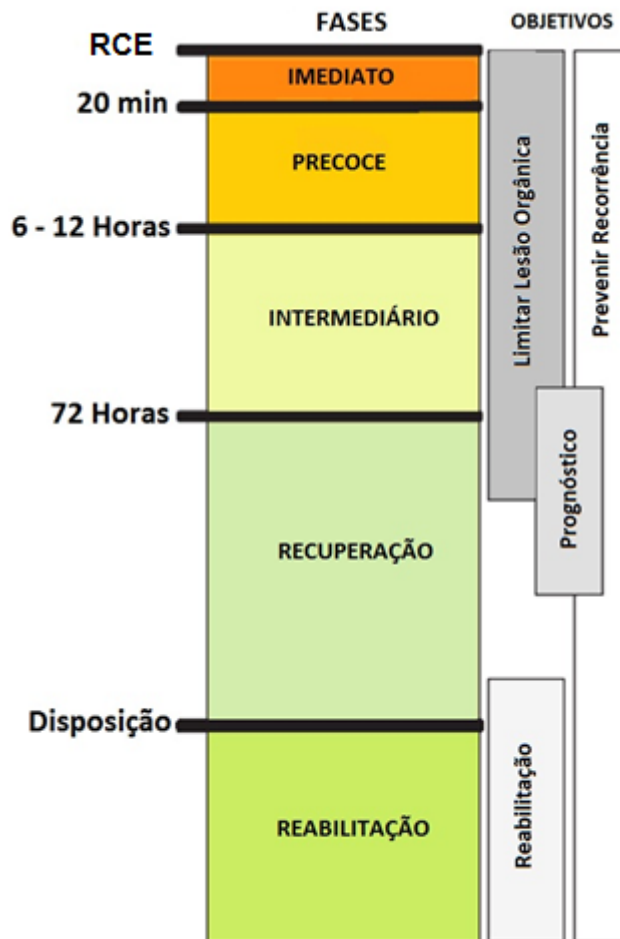 FASES
OBJETIVOS
RCE
IMEDIATO
20 min
PRECOCE
6 - 12 Horas
INTERMEDIÁRIO
72 Horas
RECUPERAÇÃO
Disposição
REABILITAÇÃO
Limitar Lesão Orgânica
Prevenir Recorrência
Prognóstico
Reabilitação